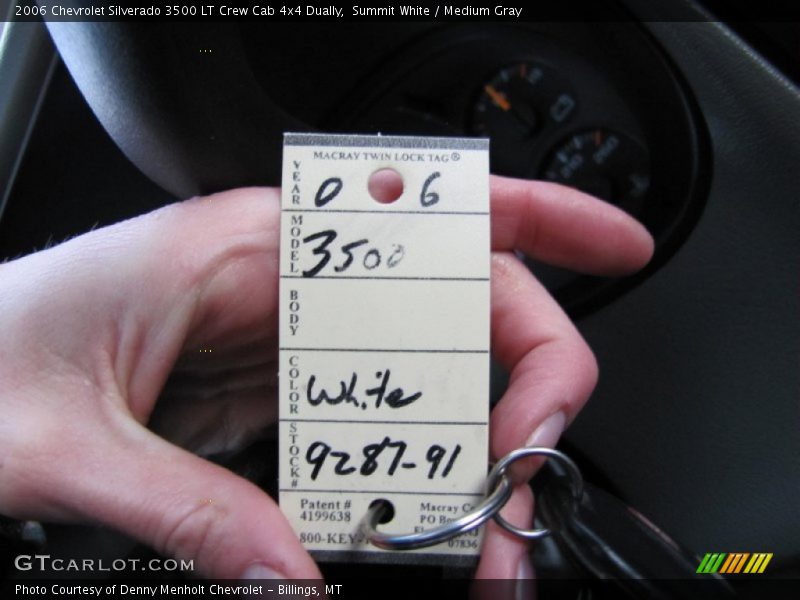 2006 Chevrolet Silverado 3500 LT Crew Cab 4x4 Dually, Summit White / Medium Gray
MACRAY TWIN LOCK TAG®
YEAR 0 6
MODEL 3500
BODY
COLOR White
STOCK# 9287-91
Patent # Macray
4199638 PO
800-KEY 07836
GTCARLOT.COM
Photo Courtesy of Denny Menholt Chevrolet - Billings, MT